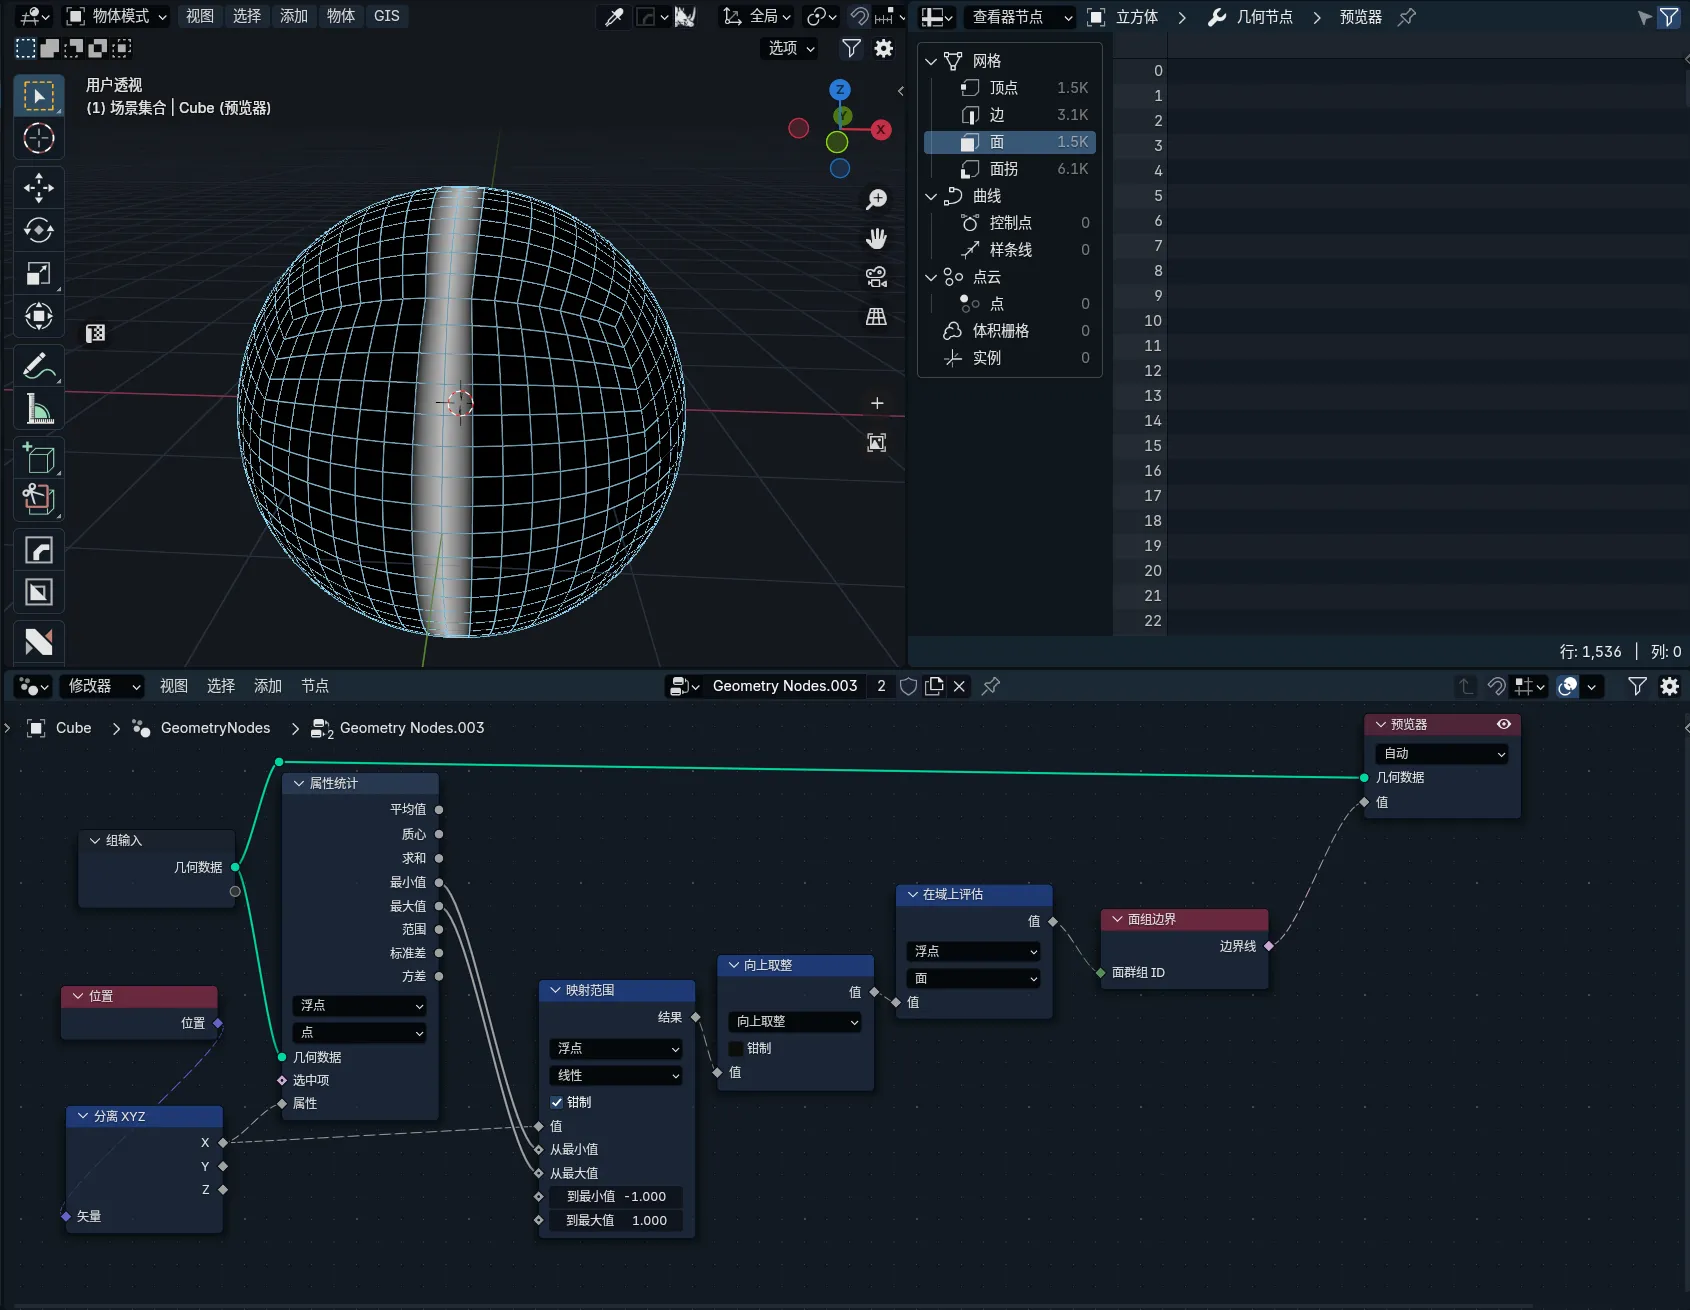 物体模式 视图 选择 添加 物体 GIS 全局
查看器节点 立方体 几何节点 预览器
选项
用户透视
(1) 场景集合 | Cube (预览器)
Z
Y
X
网格
顶点 1.5K
边 3.1K
面 1.5K
面拐 6.1K
曲线
控制点 0
样条线 0
点云
点 0
体积栅格 0
实例 0
0
1
2
3
4
5
6
7
8
9
10
11
12
13
14
15
16
17
18
19
20
21
22
行: 1,536 | 列: 0
修改器 视图 选择 添加 节点 Geometry Nodes.003 2
Cube GeometryNodes 2 Geometry Nodes.003
预览器
自动
几何数据
值
属性统计
平均值
质心
求和
最小值
最大值
范围
标准差
方差
浮点
点
几何数据
选中项
属性
组输入
几何数据
位置
位置
分离 XYZ
X
Y
Z
矢量
映射范围
结果
浮点
线性
钳制
值
从最小值
从最大值
到最小值 -1.000
到最大值 1.000
向上取整
值
向上取整
钳制
值
在域上评估
值
浮点
面
值
面组边界
边界线
面群组 ID